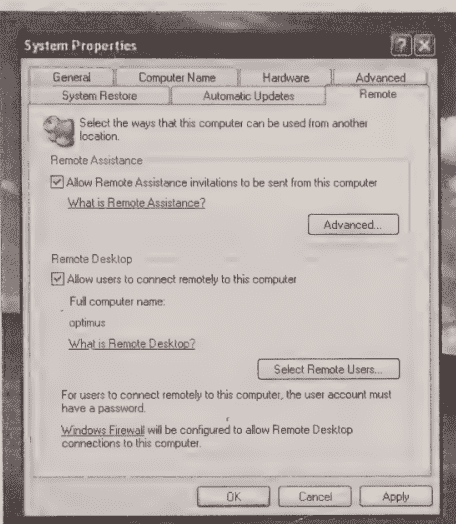 System Properties
General Computer Name Hardware Advanced
System Restore Automatic Updates Remote
Select the ways that this computer can be used from another
location.
Remote Assistance
Allow Remote Assistance invitations to be sent from this computer
What is Remote Assistance?
Advanced...
Remote Desktop
Allow users to connect remotely to this computer
Full computer name:
optimus
What is Remote Desktop?
Select Remote Users...
For users to connect remotely to this computer, the user account must
have a password.
Windows Firewall will be configured to allow Remote Desktop
connections to this computer.
OK Cancel Apply